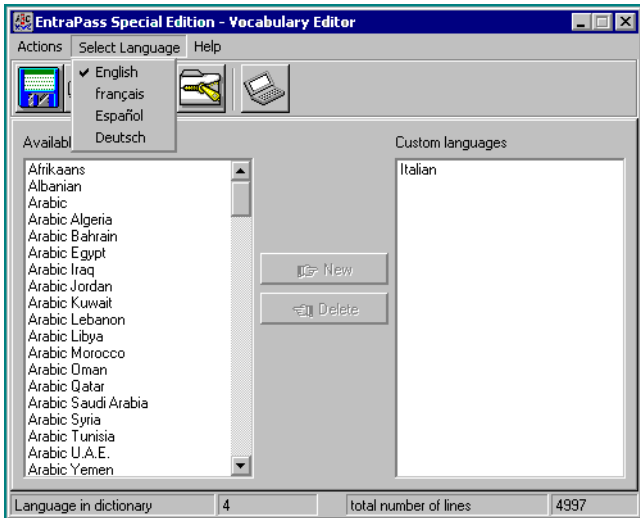 EntraPass Special Edition - Vocabulary Editor
Actions Select Language Help
English
français
Español
Deutsch
Availabl
Custom languages
Afrikaans
Albanian
Arabic
Arabic Algeria
Arabic Bahrain
Arabic Egypt
Arabic Iraq
Arabic Jordan
Arabic Kuwait
Arabic Lebanon
Arabic Libya
Arabic Morocco
Arabic Oman
Arabic Qatar
Arabic Saudi Arabia
Arabic Syria
Arabic Tunisia
Arabic U.A.E.
Arabic Yemen
New
Delete
Italian
Language in dictionary 4 total number of lines 4997